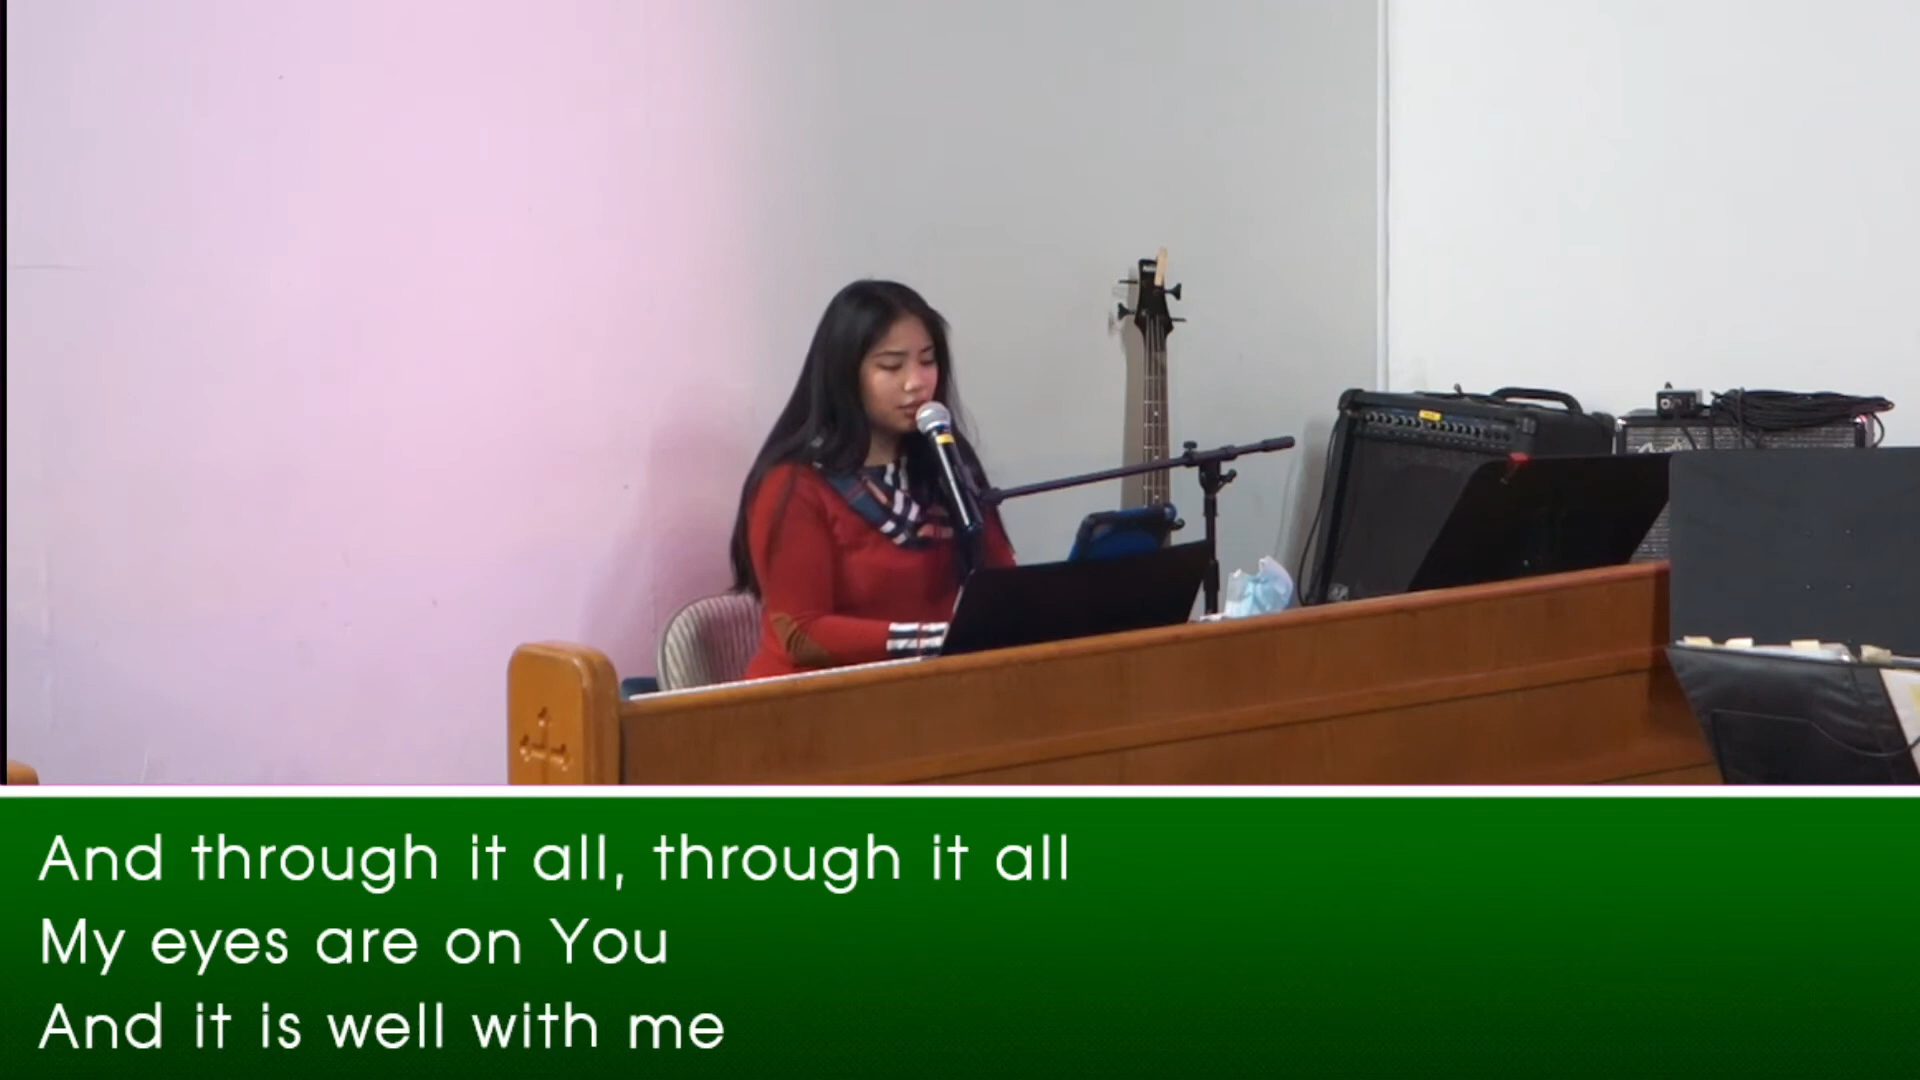 And through it all, through it all
My eyes are on You
And it is well with me